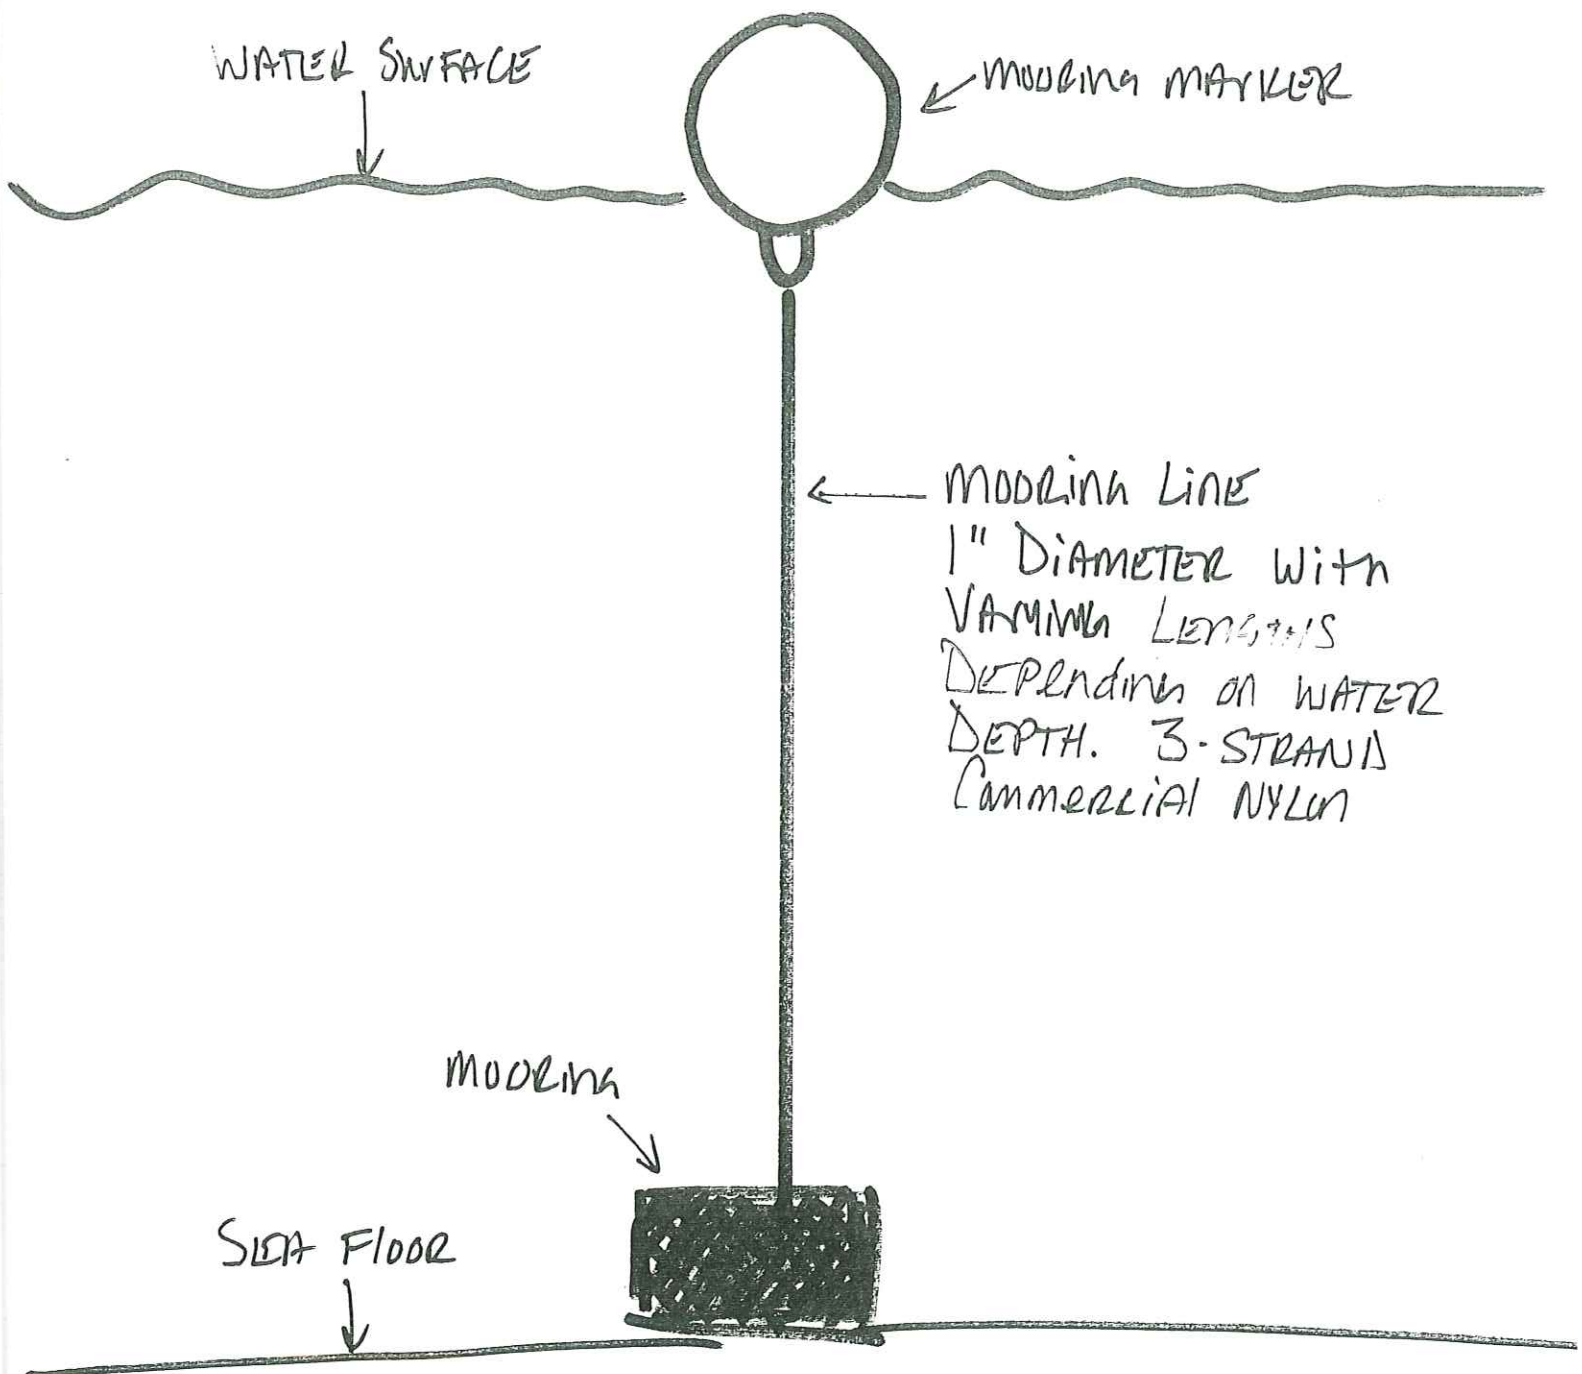 WATER SURFACE
MOORING MARKER
MOORING LINE
1" DIAMETER With
VARYING LENGTHS
DEPENDING ON WATER
DEPTH. 3-STRAND
COMMERCIAL NYLON
MOORING
SEA FLOOR